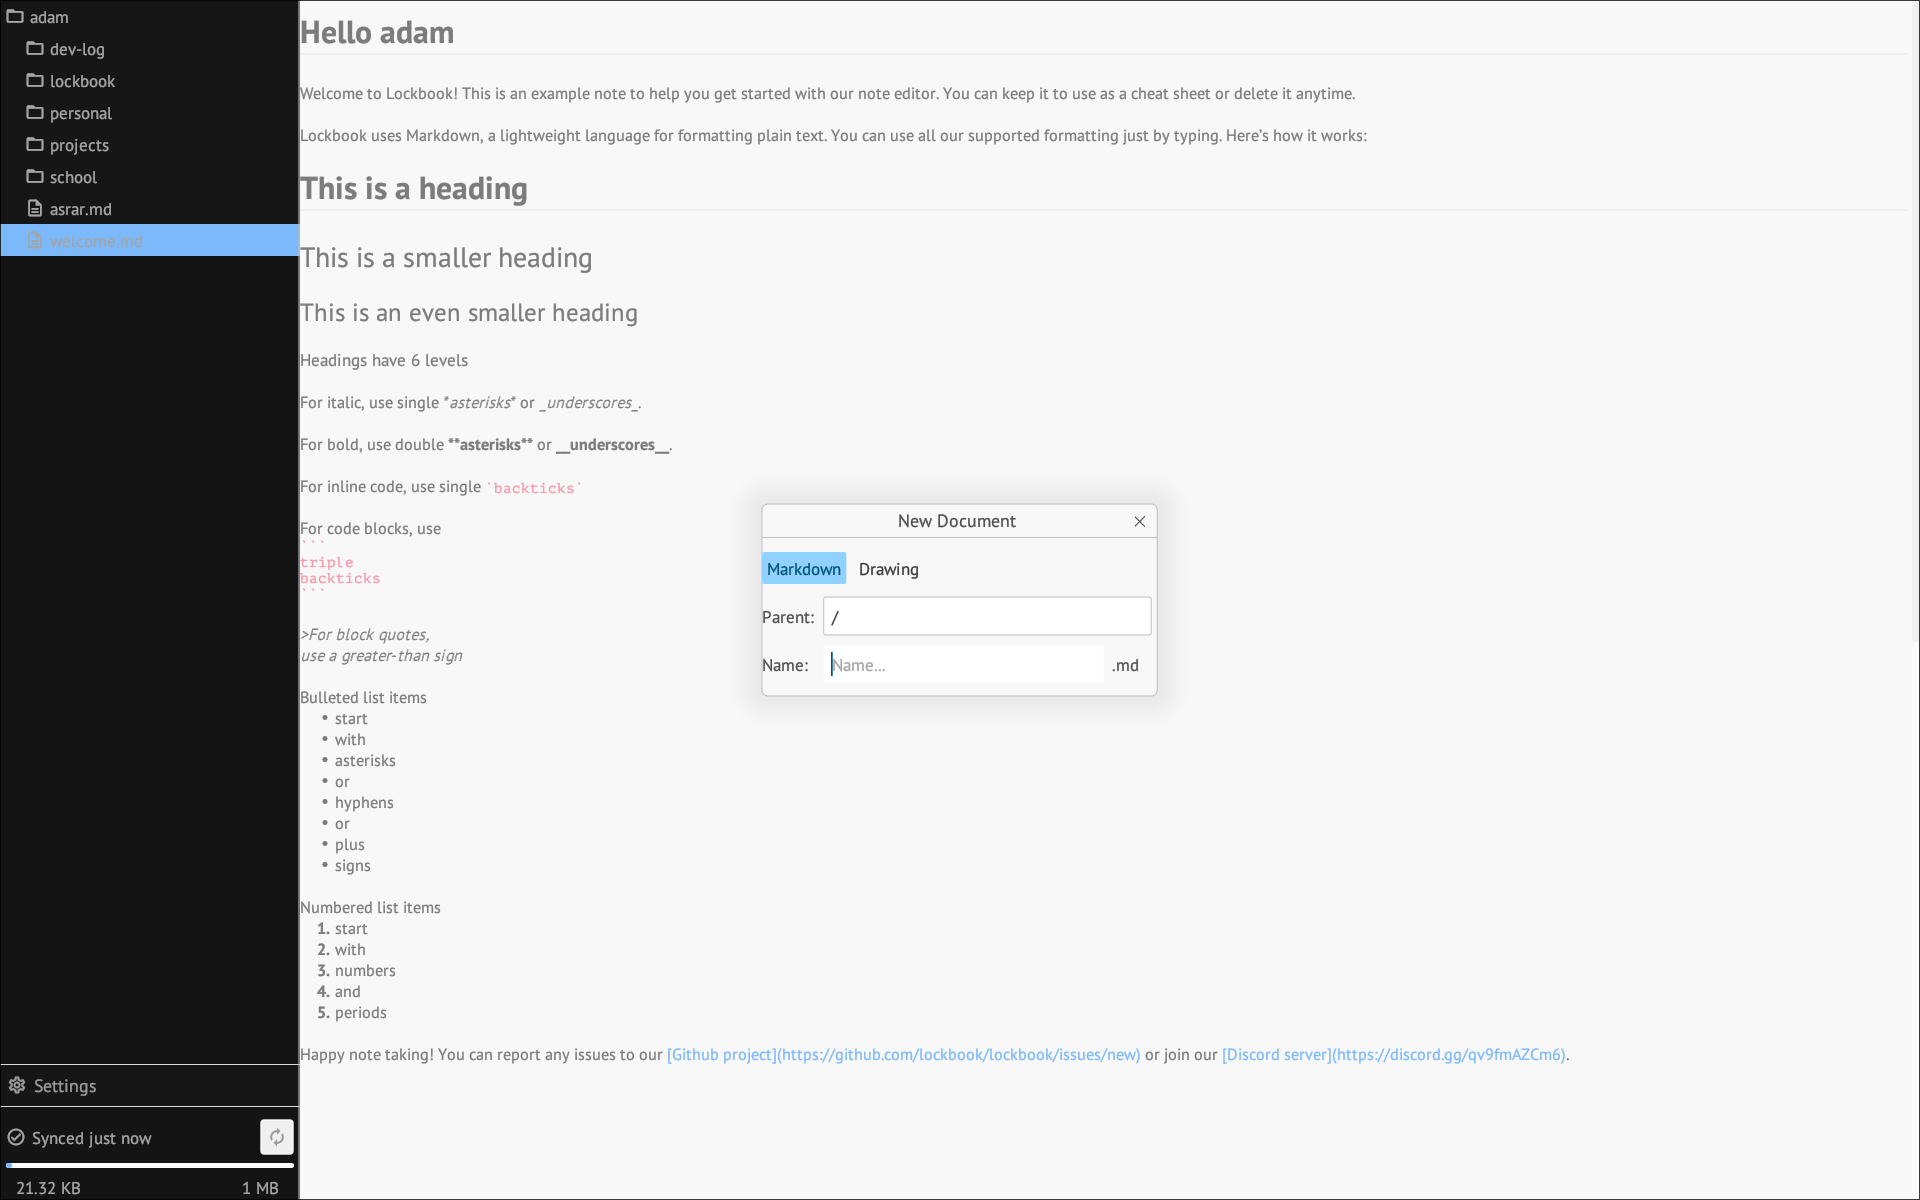 adam
dev-log
lockbook
personal
projects
school
asrar.md
welcome.md
Settings
Synced just now
21.32 KB
1 MB
Hello adam
Welcome to Lockbook! This is an example note to help you get started with our note editor. You can keep it to use as a cheat sheet or delete it anytime.
Lockbook uses Markdown, a lightweight language for formatting plain text. You can use all our supported formatting just by typing. Here's how it works:
This is a heading
This is a smaller heading
This is an even smaller heading
Headings have 6 levels
For italic, use single *asterisks* or _underscores_.
For bold, use double **asterisks** or __underscores__.
For inline code, use single `backticks`
For code blocks, use
```
triple
backticks
```
>For block quotes,
use a greater-than sign
Bulleted list items
• start
• with
• asterisks
• or
• hyphens
• or
• plus
• signs
Numbered list items
1. start
2. with
3. numbers
4. and
5. periods
Happy note taking! You can report any issues to our [Github project](https://github.com/lockbook/lockbook/issues/new) or join our [Discord server](https://discord.gg/qv9fmAZCm6).
New Document
Markdown Drawing
Parent: /
Name: Name... .md